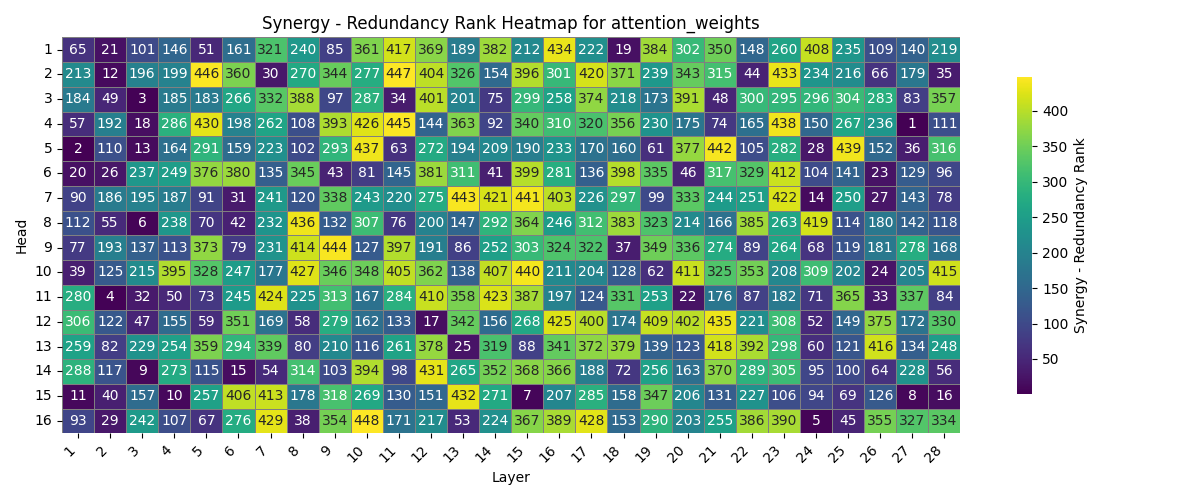 Synergy - Redundancy Rank Heatmap for attention_weights
1 65 21 101 146 51 161 321 240 85 361 417 369 189 382 212 434 222 19 384 302 350 148 260 408 235 109 140 219
2 213 12 196 199 446 360 30 270 344 277 447 404 326 154 396 301 420 371 239 343 315 44 433 234 216 66 179 35
3 184 49 3 185 183 266 332 388 97 287 34 401 201 75 299 258 374 218 173 391 48 300 295 296 304 283 83 357
4 57 192 18 286 430 198 262 108 393 426 445 144 363 92 340 310 320 356 230 175 74 165 438 150 267 236 1 111
5 2 110 13 164 291 159 223 102 293 437 63 272 194 209 190 233 170 160 61 377 442 105 282 28 439 152 36 316
6 20 26 237 249 376 380 135 345 43 81 145 381 311 41 399 281 136 398 335 46 317 329 412 104 141 23 129 96
7 90 186 195 187 91 31 241 120 338 243 220 275 443 441 403 226 297 99 333 244 251 422 14 250 27 143 78
8 112 55 6 238 70 42 232 436 132 307 76 200 147 292 364 246 312 383 323 214 166 385 263 419 114 180 142 118
9 77 193 137 113 373 79 231 414 444 127 397 191 86 252 303 324 322 37 349 336 274 89 264 68 119 181 278 168
10 39 125 215 395 328 247 177 427 346 348 405 362 138 407 440 211 204 128 62 411 325 353 208 309 202 24 205 415
11 280 4 32 50 73 245 424 225 313 167 284 410 358 423 387 197 124 331 253 22 176 87 182 71 365 33 337 84
12 306 122 47 155 59 351 169 58 279 162 133 17 342 156 268 425 400 174 409 402 435 221 308 52 149 375 172 330
13 259 82 229 254 359 294 339 80 210 116 261 378 25 319 88 341 372 379 139 123 418 392 298 60 121 416 134 248
14 288 117 9 273 115 15 54 314 103 394 98 431 265 352 368 366 188 72 256 163 370 289 305 95 100 64 228 56
15 11 40 157 10 257 406 413 178 318 269 130 151 432 271 7 207 285 158 347 206 131 227 106 94 69 126 8 16
16 93 29 242 107 67 276 429 38 354 448 171 217 53 224 367 389 428 153 290 203 255 386 390 5 45 355 327 334
1 2 3 4 5 6 7 8 9 10 11 12 13 14 15 16 17 18 19 20 21 22 23 24 25 26 27 28
Layer
Head
400
350
300
250
200
150
100
50
Synergy - Redundancy Rank